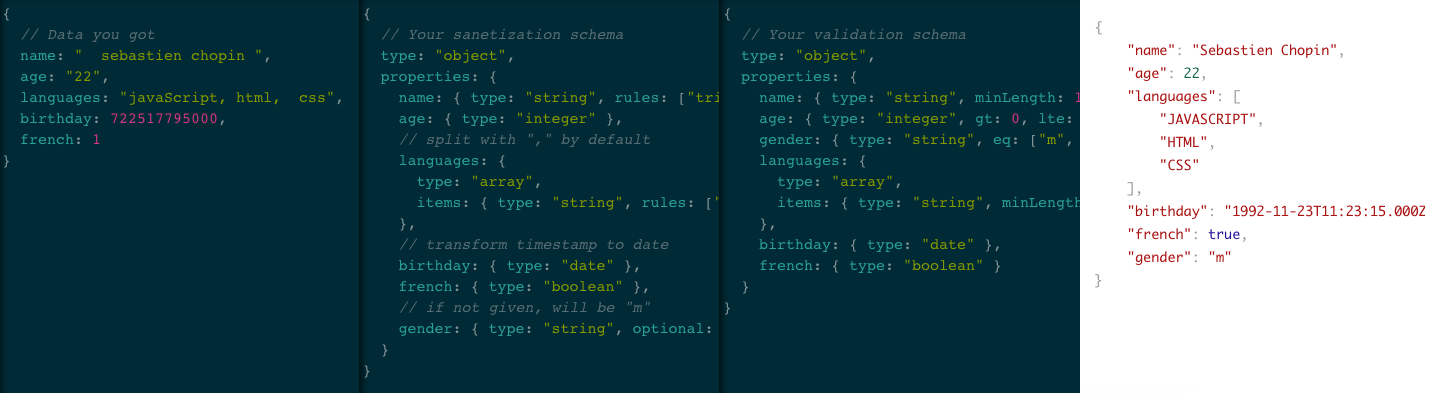 {
  // Data you got
  name: "  sebastien chopin ",
  age: "22",
  languages: "javaScript, html,  css",
  birthday: 722517795000,
  french: 1
}
{
  // Your sanetization schema
  type: "object",
  properties: {
    name: { type: "string", rules: ["tri
    age: { type: "integer" },
    // split with "," by default
    languages: {
      type: "array",
      items: { type: "string", rules: ["
    },
    // transform timestamp to date
    birthday: { type: "date" },
    french: { type: "boolean" },
    // if not given, will be "m"
    gender: { type: "string", optional:
  }
}
{
  // Your validation schema
  type: "object",
  properties: {
    name: { type: "string", minLength: 1
    age: { type: "integer", gt: 0, lte:
    gender: { type: "string", eq: ["m",
    languages: {
      type: "array",
      items: { type: "string", minLength
    },
    birthday: { type: "date" },
    french: { type: "boolean" }
  }
}
{
    "name": "Sebastien Chopin",
    "age": 22,
    "languages": [
        "JAVASCRIPT",
        "HTML",
        "CSS"
    ],
    "birthday": "1992-11-23T11:23:15.000Z
    "french": true,
    "gender": "m"
}